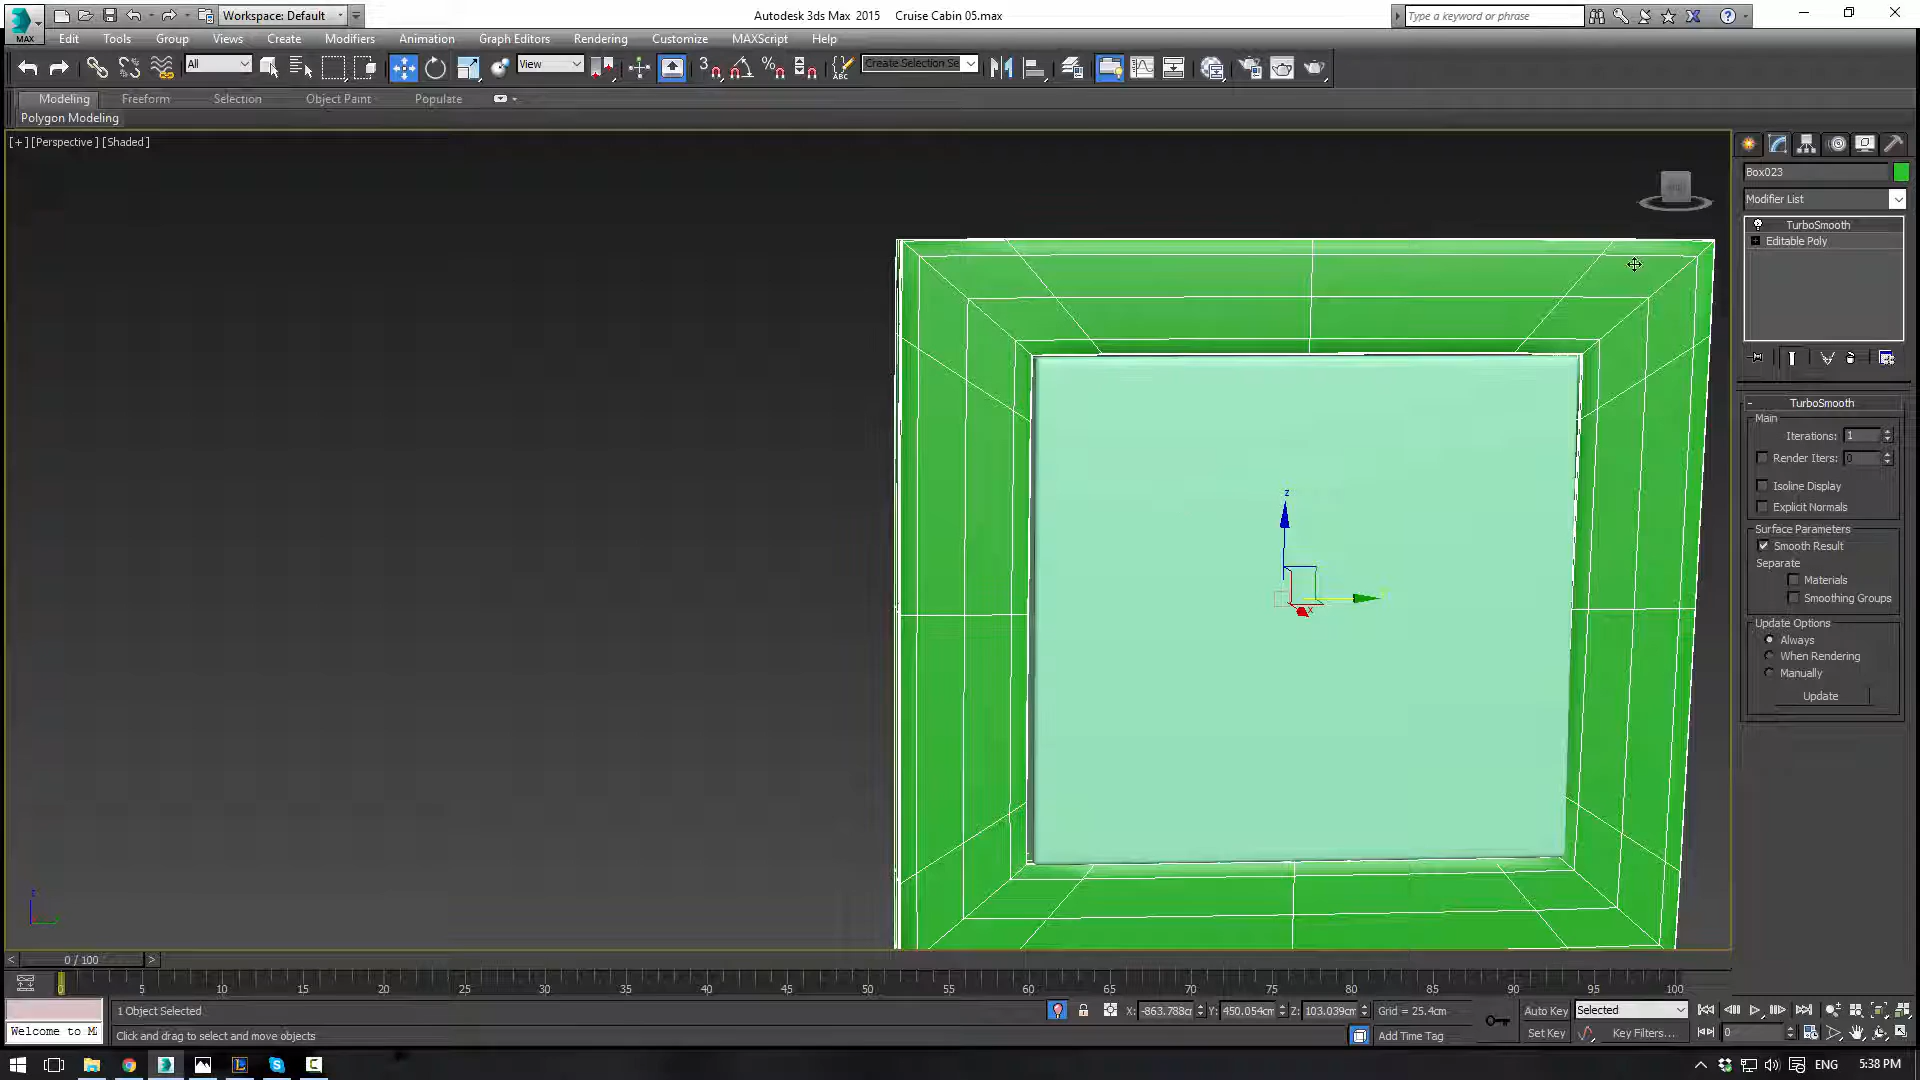 Workspace: Default
Autodesk 3ds Max 2015    Cruise Cabin 05.max
Type a keyword or phrase
MAX
Edit Tools Group Views Create Modifiers Animation Graph Editors Rendering Customize MAXScript Help
All
View
3
Create Selection Se
ABC
Modeling Freeform Selection Object Paint Populate
Polygon Modeling
[+] [Perspective] [Shaded]
Box023
Modifier List
TurboSmooth
Editable Poly
TurboSmooth
Main
Iterations: 1
Render Iters: 0
Isoline Display
Explicit Normals
Surface Parameters
Smooth Result
Separate
Materials
Smoothing Groups
Update Options
Always
When Rendering
Manually
Update
z
x
z
0 / 100
0 5 10 15 20 25 30 35 40 45 50 55 60 65 70 75 80 85 90 95 100
1 Object Selected
X: -863.788cm Y: 450.054cm Z: 103.039cm Grid = 25.4cm
Auto Key Selected
Welcome to M
Click and drag to select and move objects
Add Time Tag
Set Key Key Filters...
0
ENG 5:38 PM